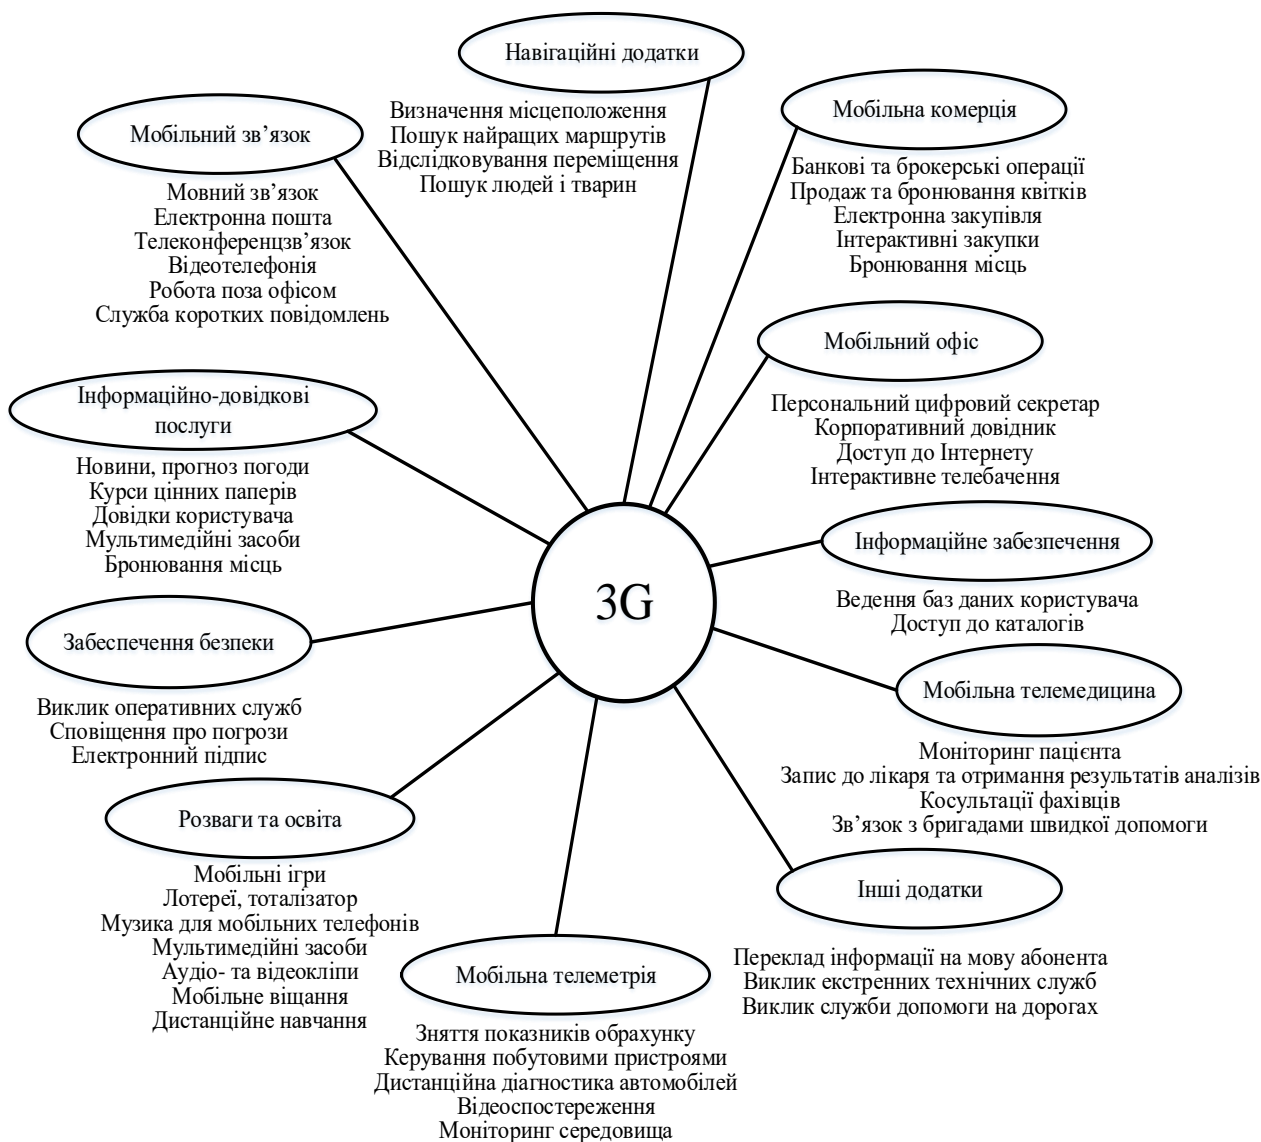 Навігаційні додатки
Визначення місцеположення
Пошук найращих маршрутів
Відслідковування переміщення
Пошук людей і тварин
Мобільна комерція
Банкові та брокерські операції
Продаж та бронювання квітків
Електронна закупівля
Інтерактивні закупки
Бронювання місць
Мобільний зв’язок
Мовний зв’язок
Електронна пошта
Телеконференцзв’язок
Відеотелефонія
Робота поза офісом
Служба коротких повідомлень
Мобільний офіс
Персональний цифровий секретар
Корпоративний довідник
Доступ до Інтернету
Інтерактивне телебачення
Інформаційно-довідкові
послуги
Новини, прогноз погоди
Курси цінних паперів
Довідки користувача
Мультимедійні засоби
Бронювання місць
Інформаційне забезпечення
Ведення баз даних користувача
Доступ до каталогів
3G
Забеспечення безпеки
Виклик оперативних служб
Сповіщення про погрози
Електронний підпис
Мобільна телемедицина
Моніторинг пацієнта
Запис до лікаря та отримання результатів аналізів
Косультації фахівців
Зв’язок з бригадами швидкої допомоги
Розваги та освіта
Мобільні ігри
Лотереї, тоталізатор
Музика для мобільних телефонів
Мультимедійні засоби
Аудіо- та відеокліпи
Мобільне віщання
Дистанційне навчання
Інші додатки
Переклад інформації на мову абонента
Виклик екстренних технічних служб
Виклик служби допомоги на дорогах
Мобільна телеметрія
Зняття показників обрахунку
Керування побутовими пристроями
Дистанційна діагностика автомобілей
Відеоспостереження
Моніторинг середовища